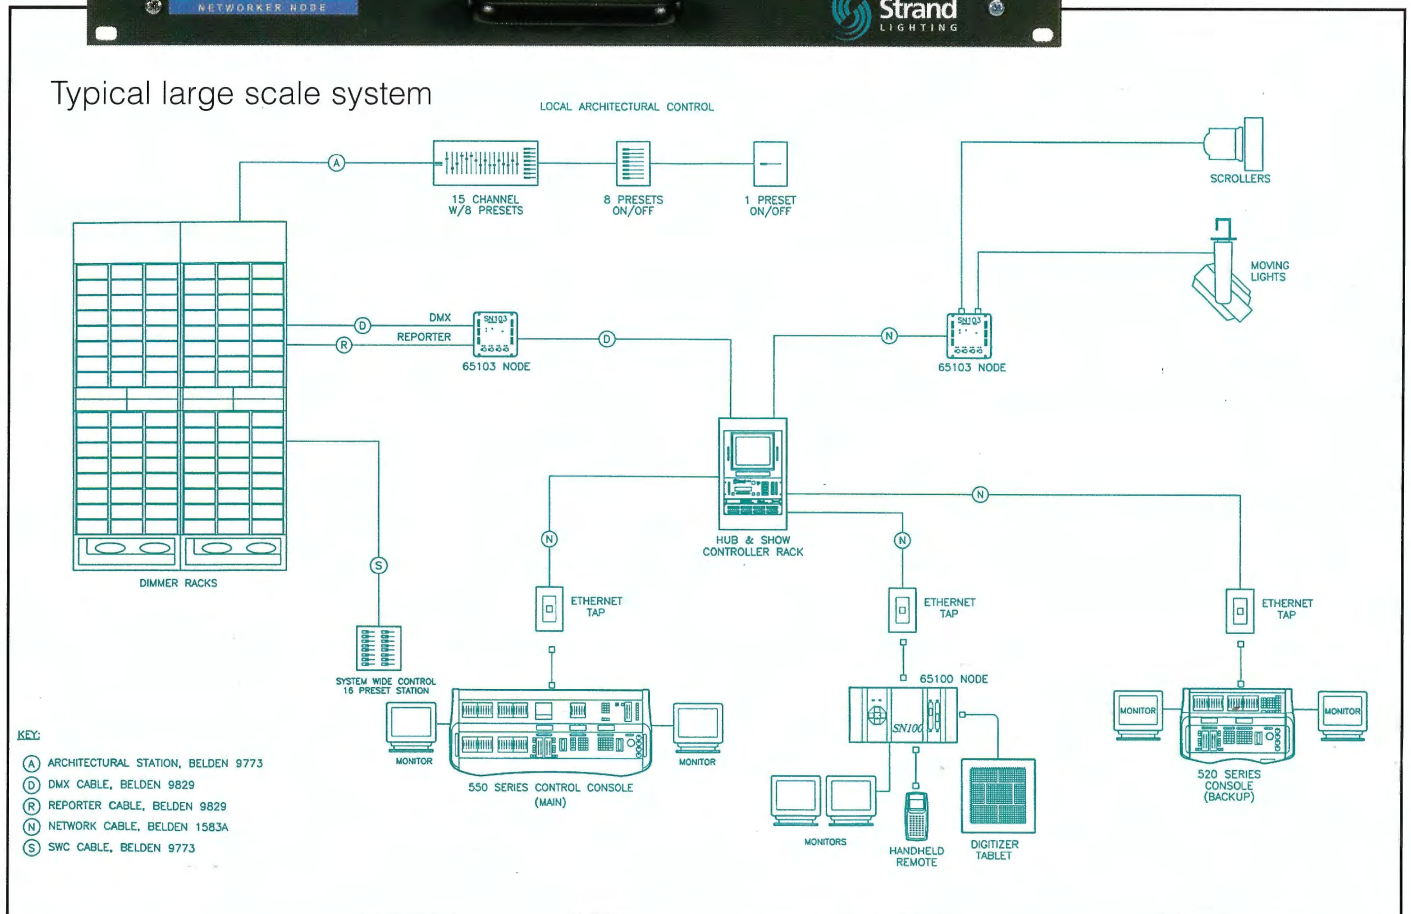 NETWORKER NODE
Strand
LIGHTING
Typical large scale system
LOCAL ARCHITECTURAL CONTROL
A
15 CHANNEL
W/8 PRESETS
8 PRESETS
ON/OFF
1 PRESET
ON/OFF
SCROLLERS
MOVING
LIGHTS
D
DMX
R
REPORTER
SN103
65103 NODE
D
N
SN103
65103 NODE
HUB & SHOW
CONTROLLER RACK
N
N
N
S
DIMMER RACKS
ETHERNET
TAP
ETHERNET
TAP
ETHERNET
TAP
SYSTEM WIDE CONTROL
16 PRESET STATION
MONITOR
MONITOR
550 SERIES CONTROL CONSOLE
(MAIN)
65100 NODE
SN100
MONITORS
HANDHELD
REMOTE
DIGITIZER
TABLET
MONITOR
MONITOR
520 SERIES
CONSOLE
(BACKUP)
KEY:
A ARCHITECTURAL STATION, BELDEN 9773
D DMX CABLE, BELDEN 9829
R REPORTER CABLE, BELDEN 9829
N NETWORK CABLE, BELDEN 1583A
S SWC CABLE, BELDEN 9773